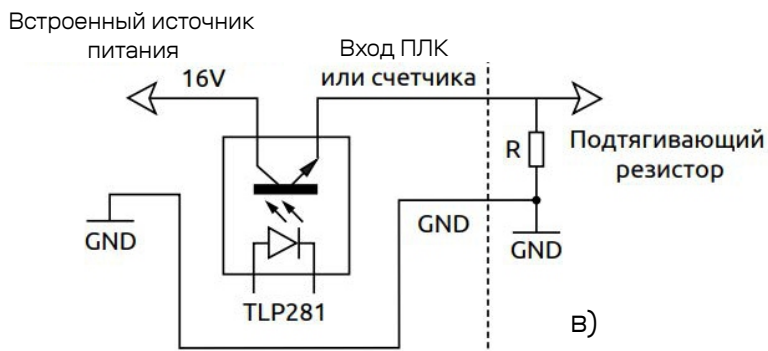 Встроенный источник
питания
16V
Вход ПЛК
или счетчика
R
Подтягивающий
резистор
GND
GND
GND
TLP281
в)